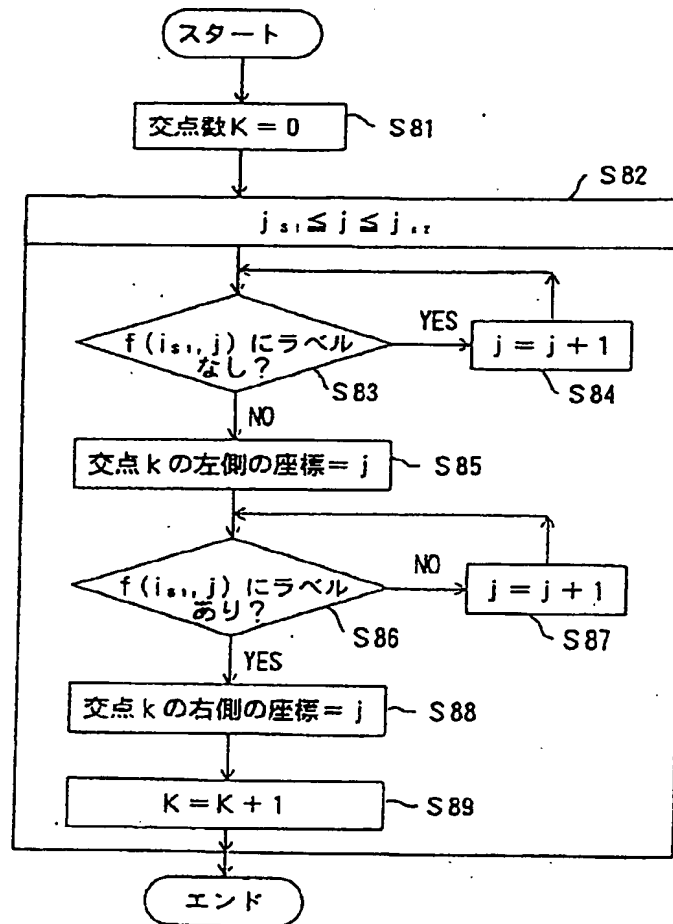 スタート
交点数K=0
S81
S82
j s1 ≦ j ≦ j sr
f(i s1, j)にラベル
なし?
YES
j=j+1
S83
S84
NO
交点kの左側の座標=j
S85
f(i s1, j)にラベル
あり?
NO
j=j+1
S86
S87
YES
交点kの右側の座標=j
S88
K=K+1
S89
エンド